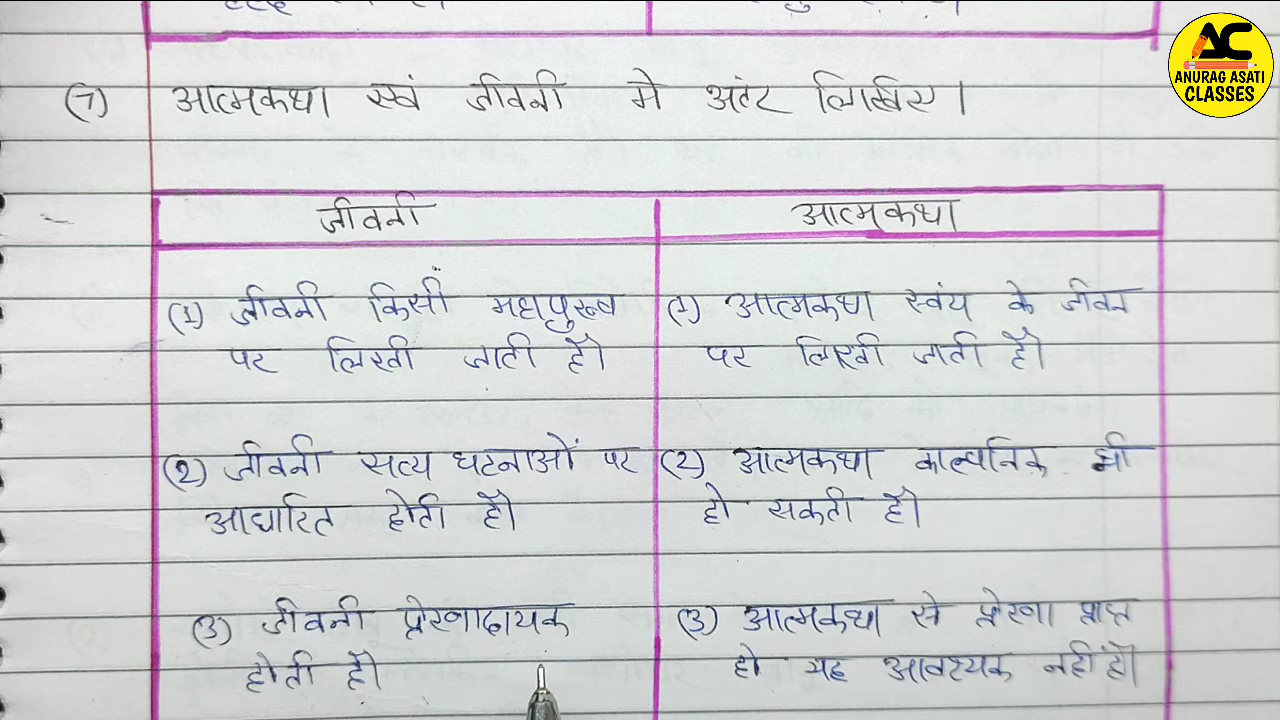 (7) आत्मकथा एवं जीवनी मे अंतर लिखिए।
ANURAG ASATI
CLASSES
जीवनी
आत्मकथा
(1) जीवनी किसी महापुरूष
पर लिखी जाती है।
(1) आत्मकथा स्वंय के जीवन
पर लिखी जाती है।
(2) जीवनी सत्य घटनाओं पर
आधारित होती है।
(2) आत्मकथा काल्पनिक भी
हो सकती है।
(3) जीवनी प्रेरणादायक
होती है।
(3) आत्मकथा से प्रेरणा प्राप्त
हो यह आवश्यक नहीं है।